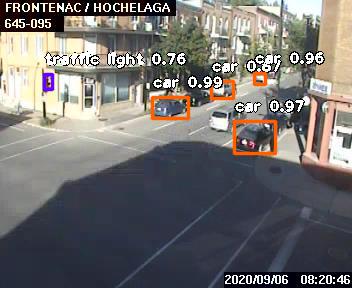 FRONTENAC / HOCHELAGA
645-095
traffic light 0.76
car 0.96
car 0.67
car 0.99
car 0.97
2020/09/06 08:20:46